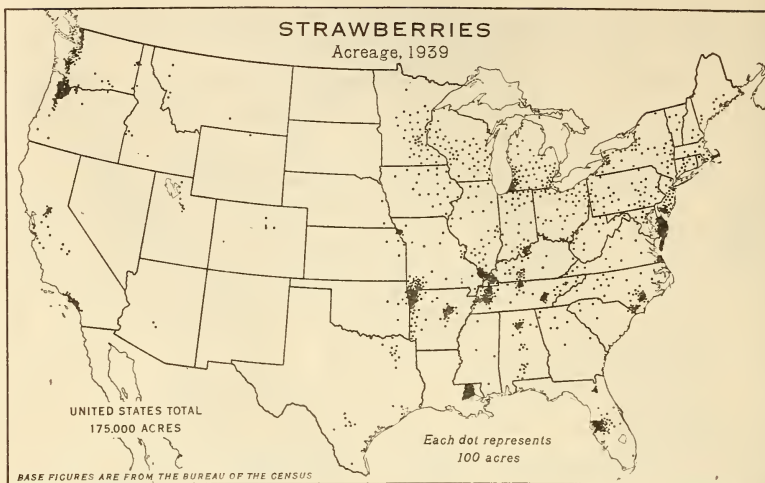 STRAWBERRIES
Acreage, 1939
UNITED STATES TOTAL
175,000 ACRES
Each dot represents
100 acres
BASE FIGURES ARE FROM THE BUREAU OF THE CENSUS